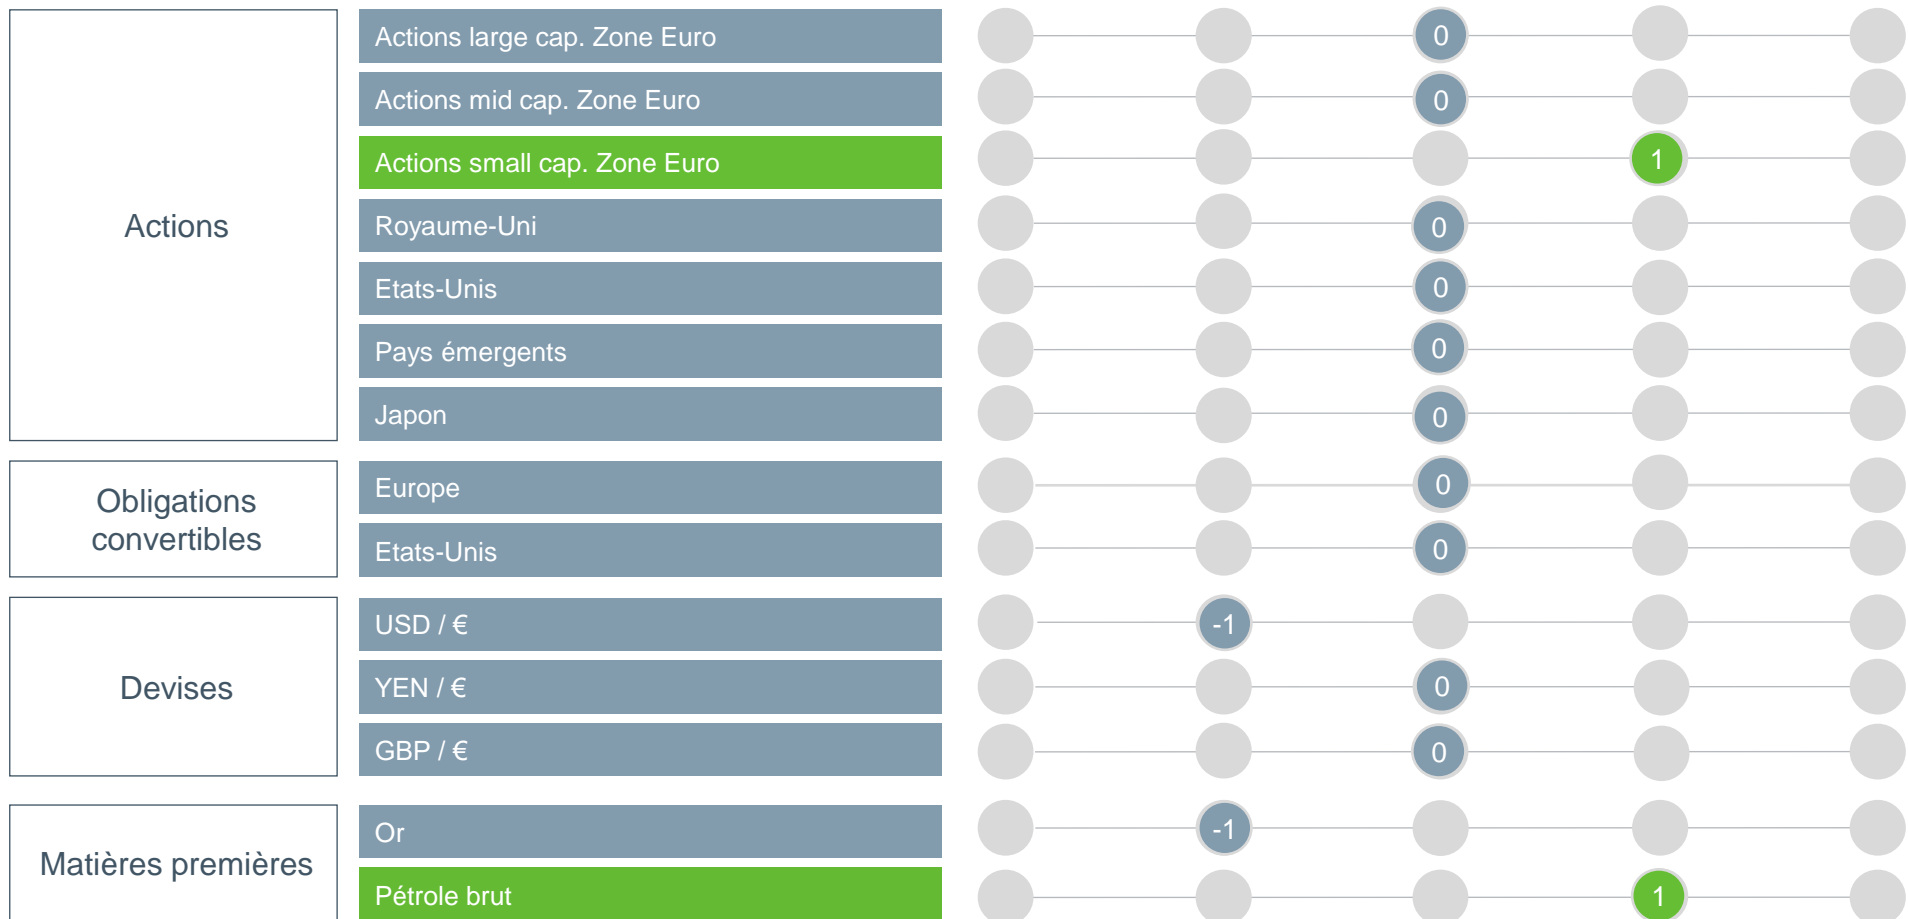 Actions
Actions large cap. Zone Euro
0
Actions mid cap. Zone Euro
0
Actions small cap. Zone Euro
1
Royaume-Uni
0
Etats-Unis
0
Pays émergents
0
Japon
0
Obligations
convertibles
Europe
0
Etats-Unis
0
Devises
USD / €
-1
YEN / €
0
GBP / €
0
Matières premières
Or
-1
Pétrole brut
1